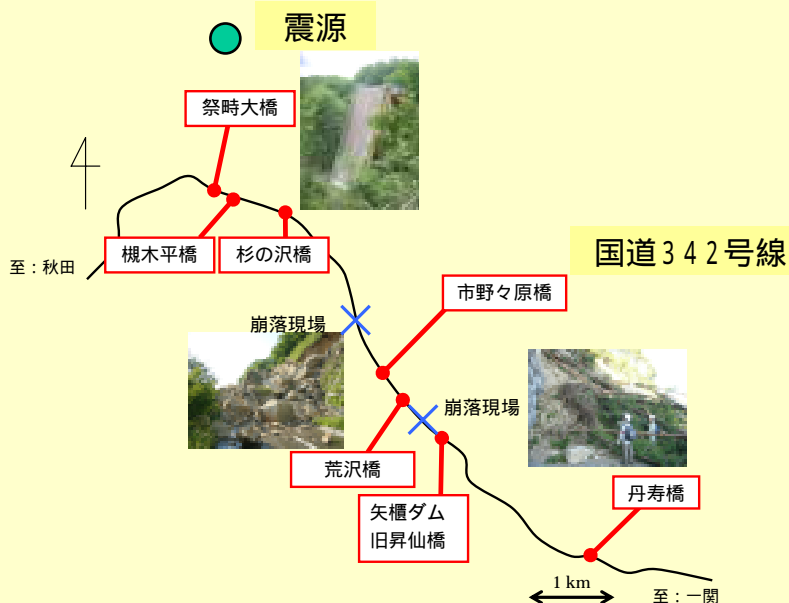 震源
祭畤大橋
槻木平橋
杉の沢橋
至：秋田
国道３４２号線
市野々原橋
崩落現場
崩落現場
荒沢橋
矢櫃ダム
旧昇仙橋
丹寿橋
1 km
至：一関